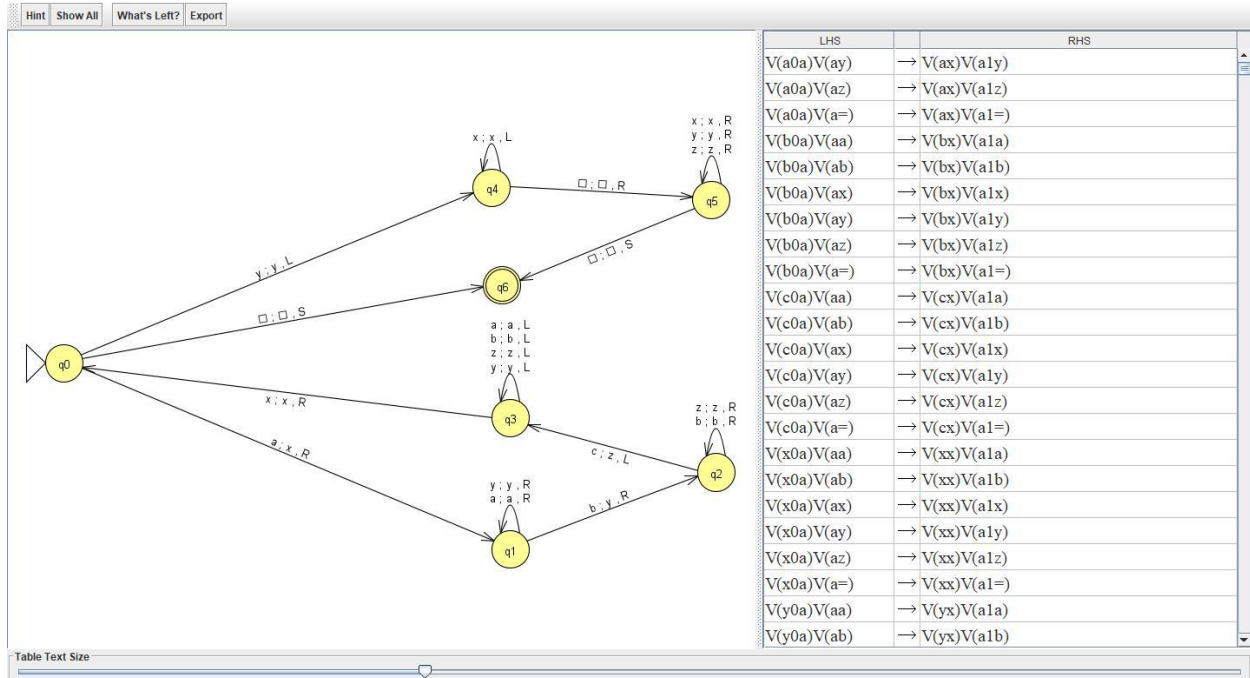 Hint Show All What's Left? Export
LHS RHS
V(a0a)V(ay) → V(ax)V(a1y)
V(a0a)V(az) → V(ax)V(a1z)
V(a0a)V(a=) → V(ax)V(a1=)
V(b0a)V(aa) → V(bx)V(a1a)
V(b0a)V(ab) → V(bx)V(a1b)
V(b0a)V(ax) → V(bx)V(a1x)
V(b0a)V(ay) → V(bx)V(a1y)
V(b0a)V(az) → V(bx)V(a1z)
V(b0a)V(a=) → V(bx)V(a1=)
V(c0a)V(aa) → V(cx)V(a1a)
V(c0a)V(ab) → V(cx)V(a1b)
V(c0a)V(ax) → V(cx)V(a1x)
V(c0a)V(ay) → V(cx)V(a1y)
V(c0a)V(az) → V(cx)V(a1z)
V(c0a)V(a=) → V(cx)V(a1=)
V(x0a)V(aa) → V(xx)V(a1a)
V(x0a)V(ab) → V(xx)V(a1b)
V(x0a)V(ax) → V(xx)V(a1x)
V(x0a)V(ay) → V(xx)V(a1y)
V(x0a)V(az) → V(xx)V(a1z)
V(x0a)V(a=) → V(xx)V(a1=)
V(y0a)V(aa) → V(yx)V(a1a)
V(y0a)V(ab) → V(yx)V(a1b)
x ; x , R
y ; y , R
z ; z , R
x ; x , L
q4
□ ; □ , R
q5
y ; y , L
□ ; □ , S
q6
□ ; □ , S
a ; a , L
b ; b , L
z ; z , L
y ; y , L
q0
x ; x , R
q3
z ; z , R
b ; b , R
a ; x , R
c ; z , L
q2
y ; y , R
a ; a , R
b ; y , R
q1
Table Text Size